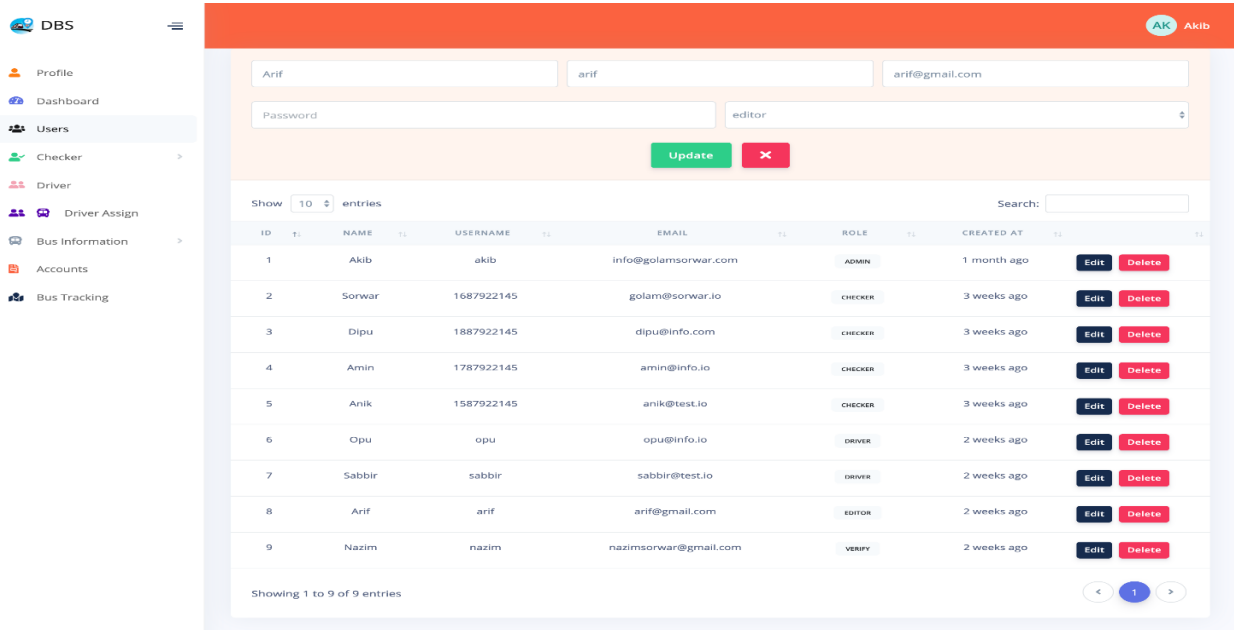 DBS
AK Akib
Profile
Dashboard
Users
Checker >
Driver
Driver Assign
Bus Information >
Accounts
Bus Tracking
Arif arif arif@gmail.com
Password editor
Update ×
Show 10 entries Search:
ID NAME USERNAME EMAIL ROLE CREATED AT
1 Akib akib info@golamsorwar.com ADMIN 1 month ago Edit Delete
2 Sorwar 1687922145 golam@sorwar.io CHECKER 3 weeks ago Edit Delete
3 Dipu 1887922145 dipu@info.com CHECKER 3 weeks ago Edit Delete
4 Amin 1787922145 amin@info.io CHECKER 3 weeks ago Edit Delete
5 Anik 1587922145 anik@test.io CHECKER 3 weeks ago Edit Delete
6 Opu opu opu@info.io DRIVER 2 weeks ago Edit Delete
7 Sabbir sabbir sabbir@test.io DRIVER 2 weeks ago Edit Delete
8 Arif arif arif@gmail.com EDITOR 2 weeks ago Edit Delete
9 Nazim nazim nazimsorwar@gmail.com VERIFY 2 weeks ago Edit Delete
Showing 1 to 9 of 9 entries < 1 >